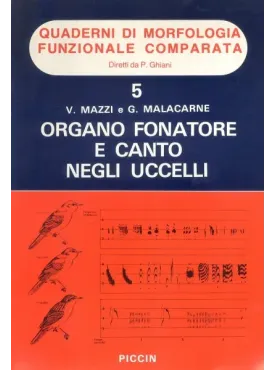 QUADERNI DI MORFOLOGIA
FUNZIONALE COMPARATA
Diretti da P. Ghiani
5
V. MAZZI e G. MALACARNE
ORGANO FONATORE
E CANTO
NEGLI UCCELLI
PICCIN